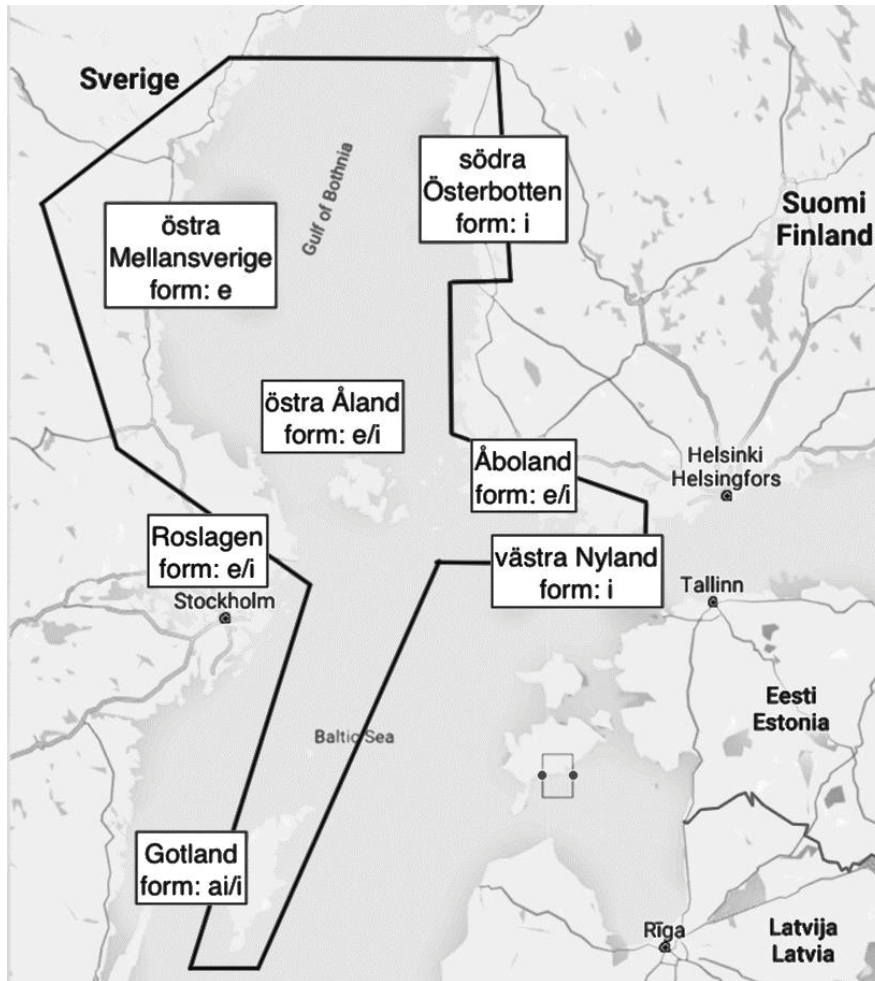 Sverige
södra
Österbotten
form: i
Gulf of Bothnia
Suomi
Finland
östra
Mellansverige
form: e
östra Åland
form: e/i
Åboland
form: e/i
Helsinki
Helsingfors
Roslagen
form: e/i
västra Nyland
form: i
Stockholm
Tallinn
Eesti
Estonia
Baltic Sea
Gotland
form: ai/i
Rīga
Latvija
Latvia